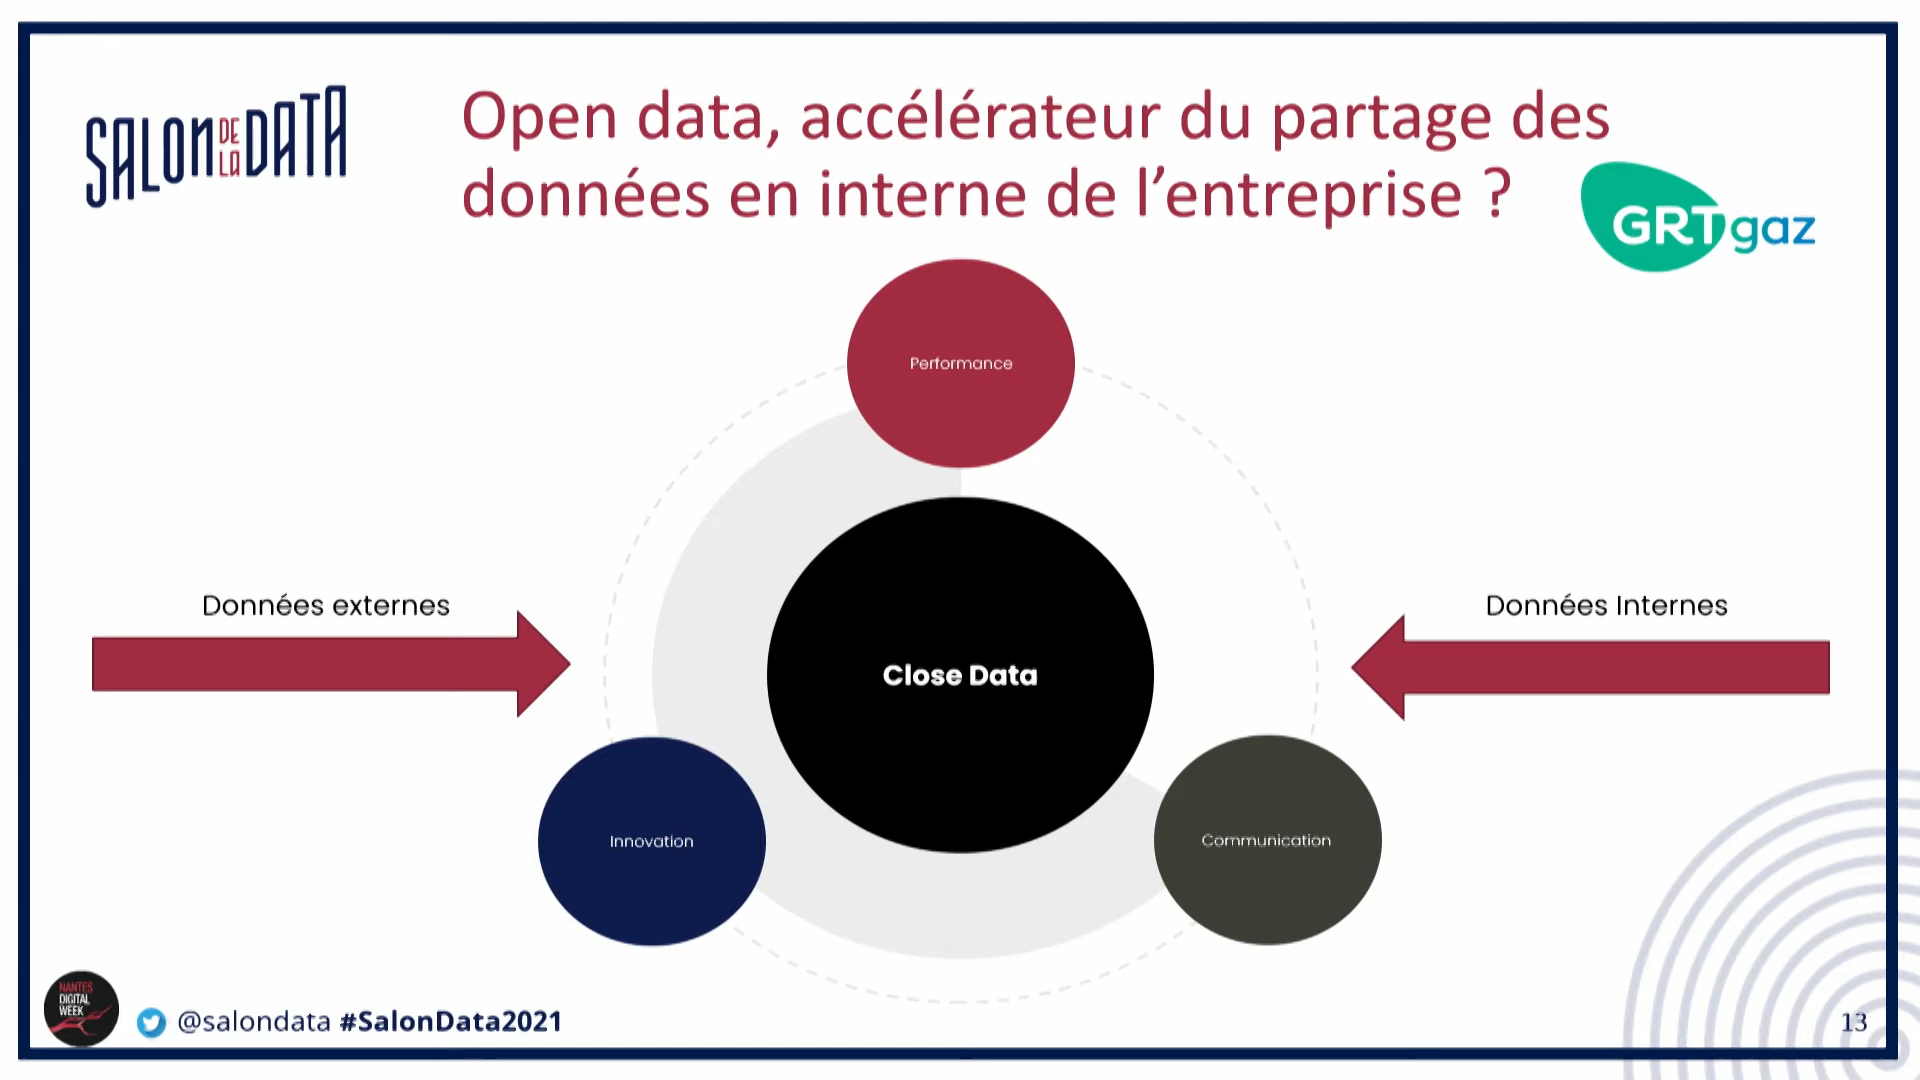 SALON DE LA DATA
Open data, accélérateur du partage des
données en interne de l’entreprise ?
GRTgaz
Performance
Données externes
Close Data
Données Internes
Innovation
Communication
NANTES
DIGITAL
WEEK
@salondata #SalonData2021
13